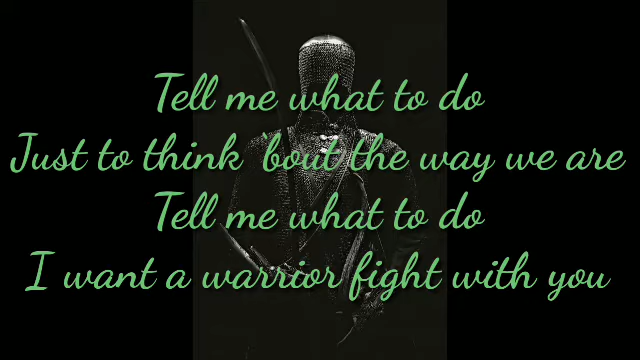 Tell me what to do
Just to think 'bout the way we are
Tell me what to do
I want a warrior fight with you